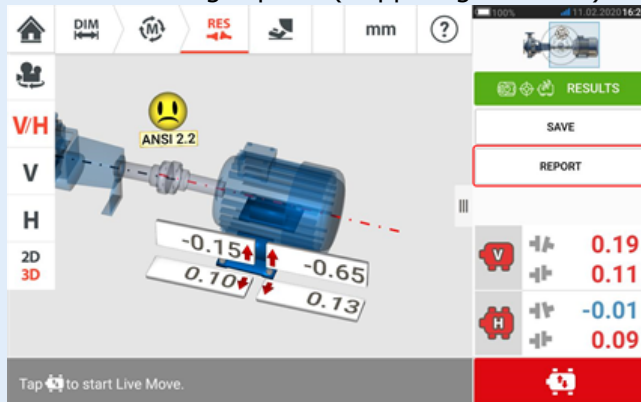 DIM
M
RES
mm
?
100%
11.02.2020 16:2
RESULTS
SAVE
REPORT
V/H
V
H
2D
3D
ANSI 2.2
-0.15
-0.65
0.10
0.13
V
0.19
0.11
H
-0.01
0.09
Tap to start Live Move.